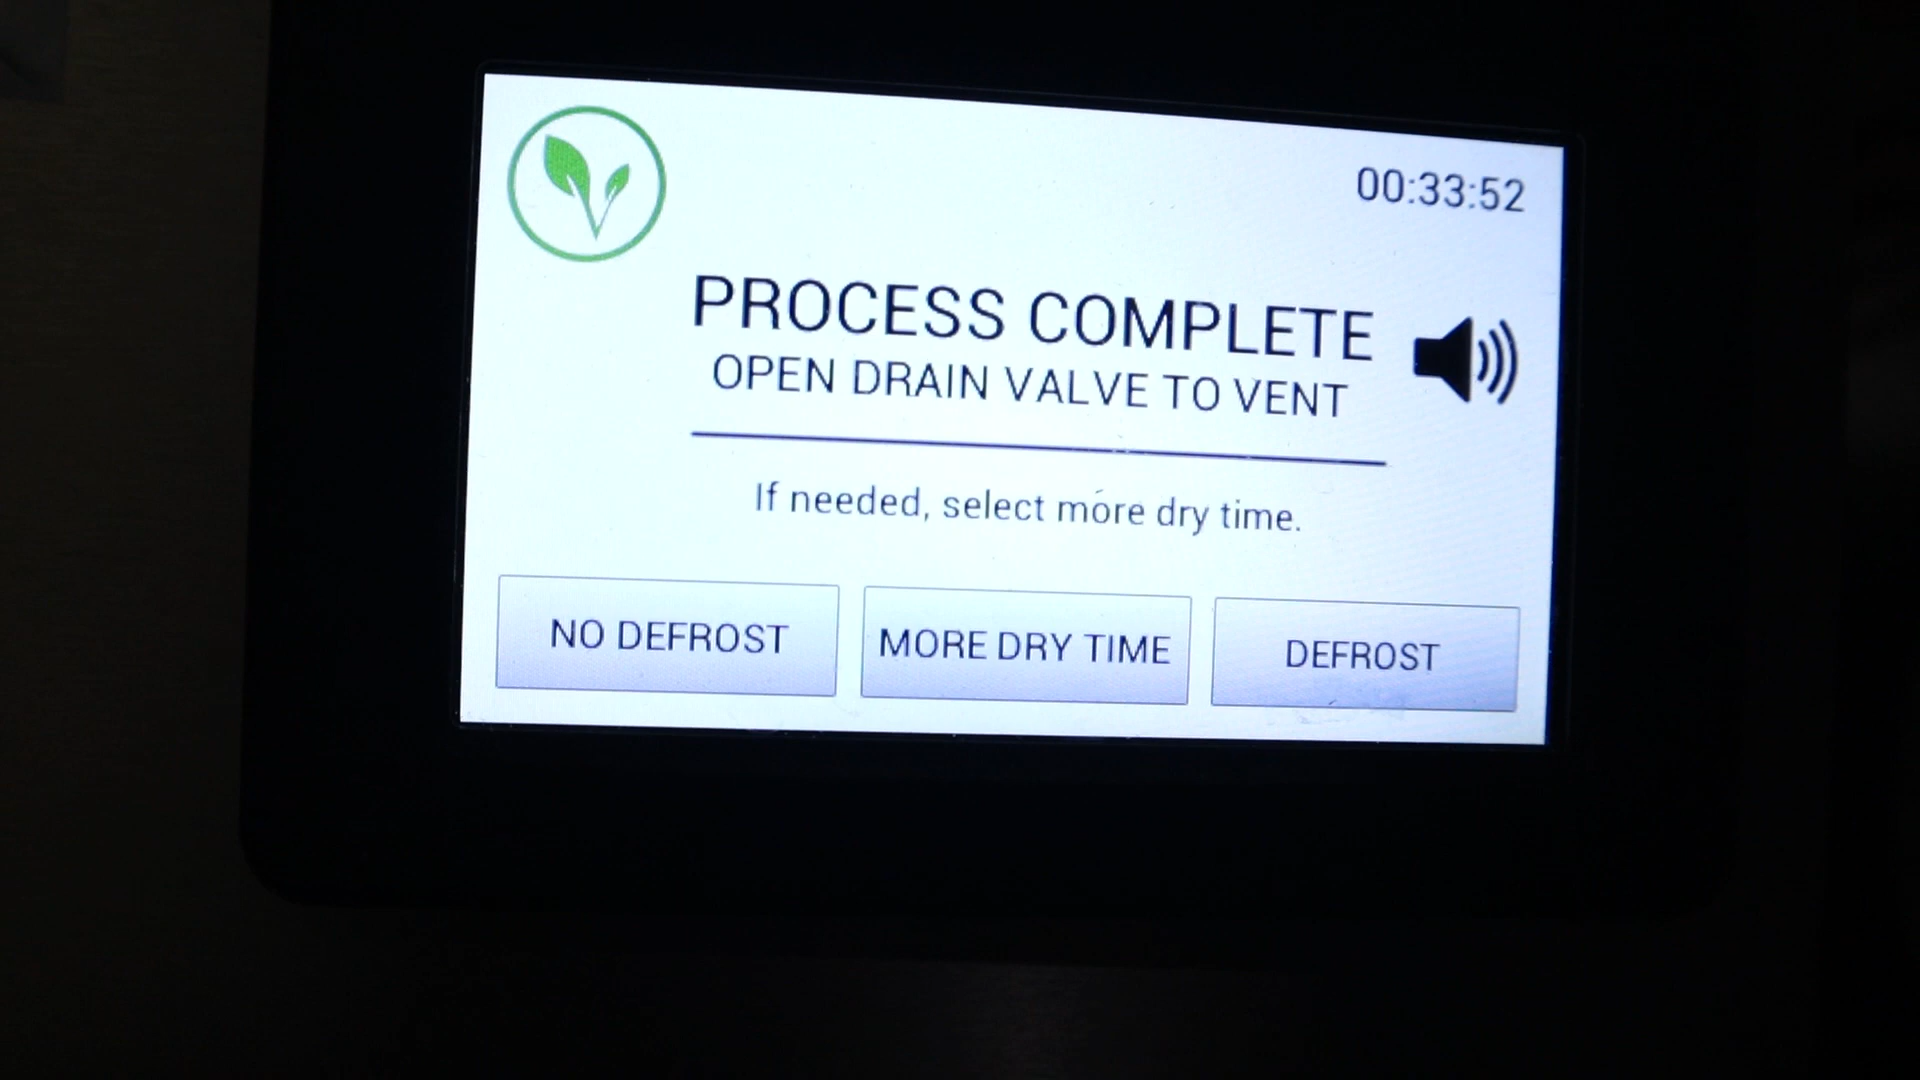 00:33:52
PROCESS COMPLETE
OPEN DRAIN VALVE TO VENT
If needed, select more dry time.
NO DEFROST
MORE DRY TIME
DEFROST